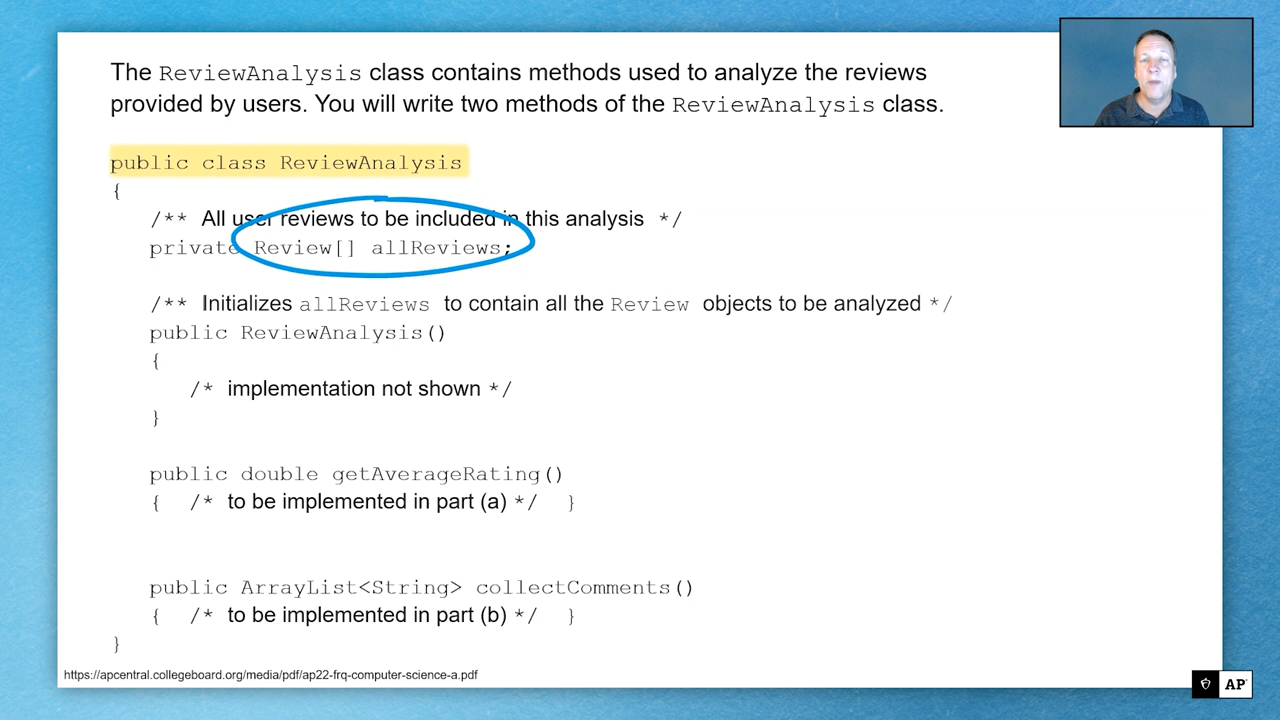 The ReviewAnalysis class contains methods used to analyze the reviews
provided by users. You will write two methods of the ReviewAnalysis class.
public class ReviewAnalysis
{
/** All user reviews to be included in this analysis */
private Review[] allReviews;
/** Initializes allReviews to contain all the Review objects to be analyzed */
public ReviewAnalysis()
{
/* implementation not shown */
}
public double getAverageRating()
{ /* to be implemented in part (a) */ }
public ArrayList<String> collectComments()
{ /* to be implemented in part (b) */ }
}
https://apcentral.collegeboard.org/media/pdf/ap22-frq-computer-science-a.pdf
AP